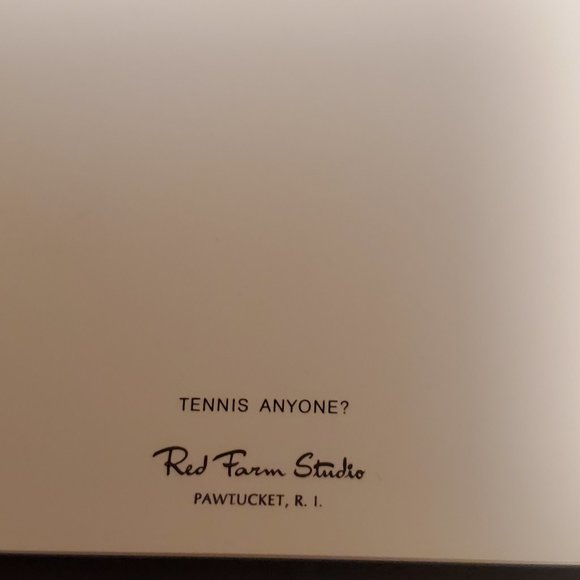 TENNIS ANYONE?
Red Farm Studio
PAWTUCKET, R. I.